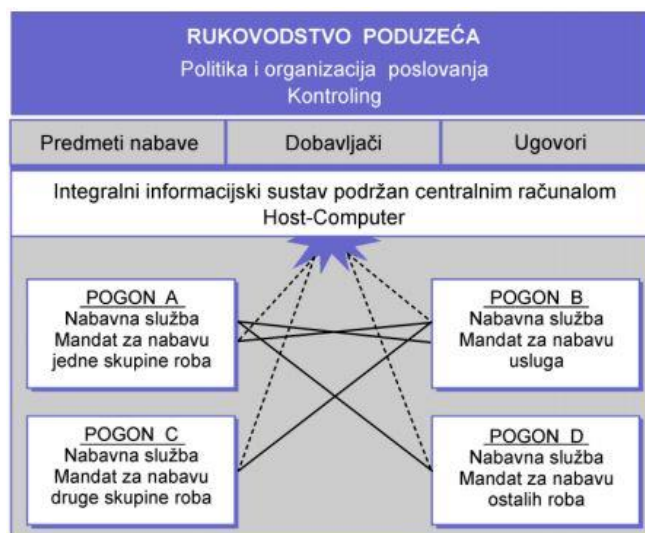 RUKOVODSTVO PODUZEĆA
Politika i organizacija poslovanja
Kontroling
Predmeti nabave
Dobavljači
Ugovori
Integralni informacijski sustav podržan centralnim računalom
Host-Computer
POGON A
Nabavna služba
Mandat za nabavu
jedne skupine roba
POGON B
Nabavna služba
Mandat za nabavu
usluga
POGON C
Nabavna služba
Mandat za nabavu
druge skupine roba
POGON D
Nabavna služba
Mandat za nabavu
ostalih roba